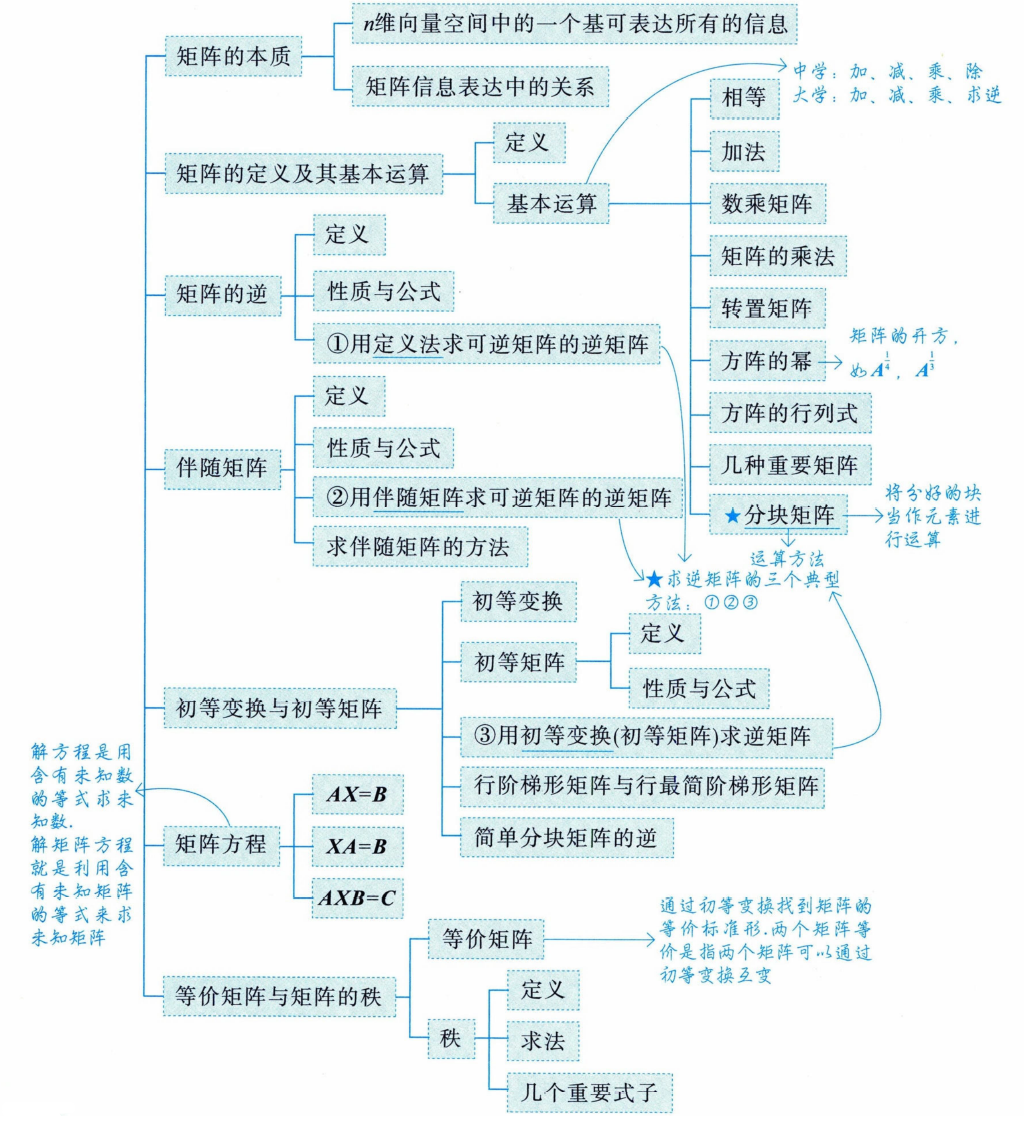 矩阵的本质
n维向量空间中的一个基可表达所有的信息
矩阵信息表达中的关系
矩阵的定义及其基本运算
定义
基本运算
中学：加、减、乘、除
大学：加、减、乘、求逆
相等
加法
数乘矩阵
矩阵的乘法
转置矩阵
方阵的幂
矩阵的开方，
如A^{1/4}，A^{1/3}
方阵的行列式
几种重要矩阵
★分块矩阵
将分好的块
当作元素进
行运算
运算方法
矩阵的逆
定义
性质与公式
①用定义法求可逆矩阵的逆矩阵
伴随矩阵
定义
性质与公式
②用伴随矩阵求可逆矩阵的逆矩阵
求伴随矩阵的方法
★求逆矩阵的三个典型
方法：①②③
初等变换与初等矩阵
初等变换
初等矩阵
定义
性质与公式
③用初等变换(初等矩阵)求逆矩阵
行阶梯形矩阵与行最简阶梯形矩阵
简单分块矩阵的逆
解方程是用
含有未知数
的等式求未
知数.
解矩阵方程
就是利用含
有未知矩阵
的等式来求
未知矩阵
矩阵方程
AX=B
XA=B
AXB=C
等价矩阵与矩阵的秩
等价矩阵
通过初等变换找到矩阵的
等价标准形.两个矩阵等
价是指两个矩阵可以通过
初等变换互变
秩
定义
求法
几个重要式子